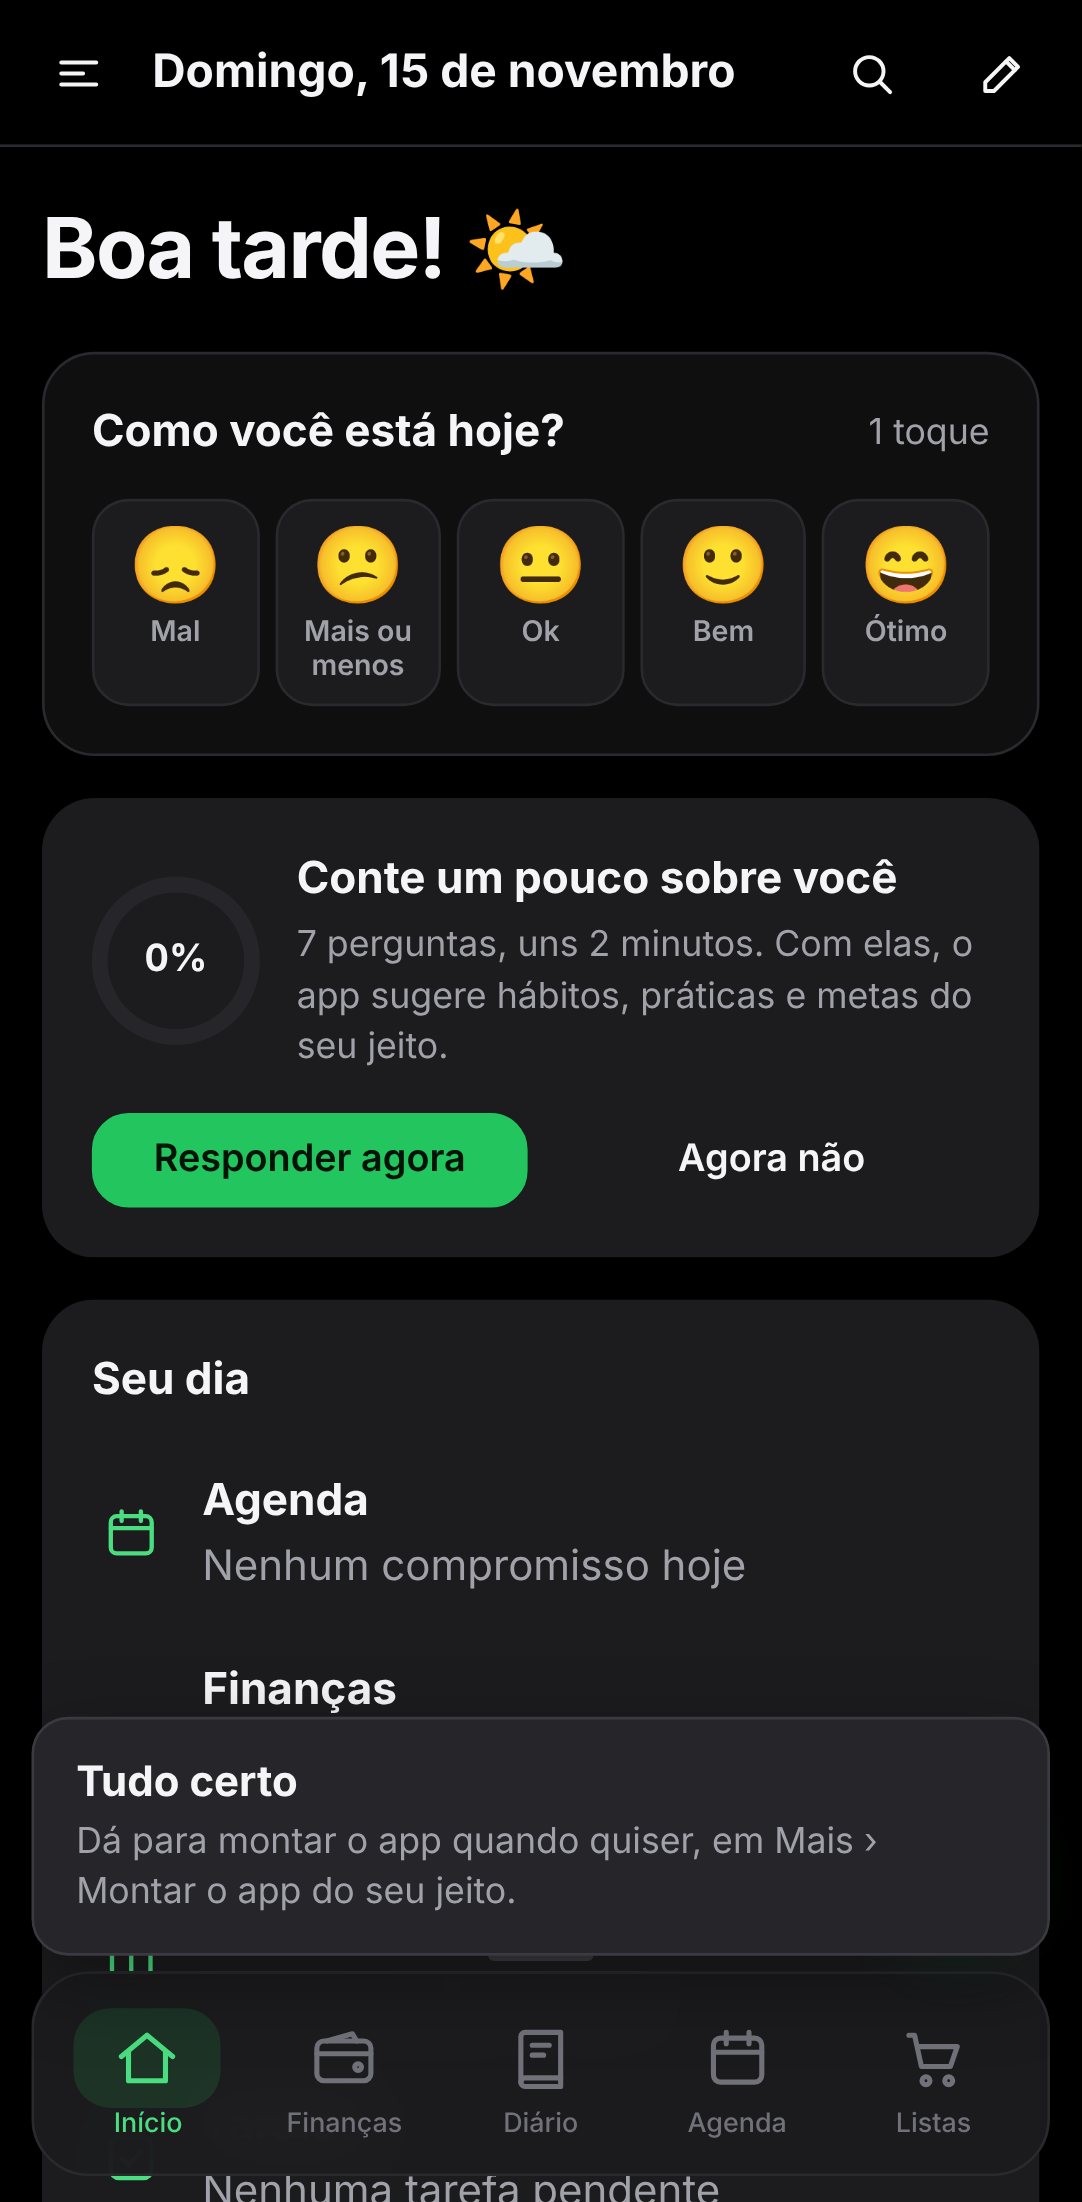 Domingo, 15 de novembro
Boa tarde!
Como você está hoje?
1 toque
Mal
Mais ou
menos
Ok
Bem
Ótimo
0%
Conte um pouco sobre você
7 perguntas, uns 2 minutos. Com elas, o
app sugere hábitos, práticas e metas do
seu jeito.
Responder agora
Agora não
Seu dia
Agenda
Nenhum compromisso hoje
Finanças
Tudo certo
Dá para montar o app quando quiser, em Mais ›
Montar o app do seu jeito.
Início
Finanças
Diário
Agenda
Listas
Nenhuma tarefa pendente